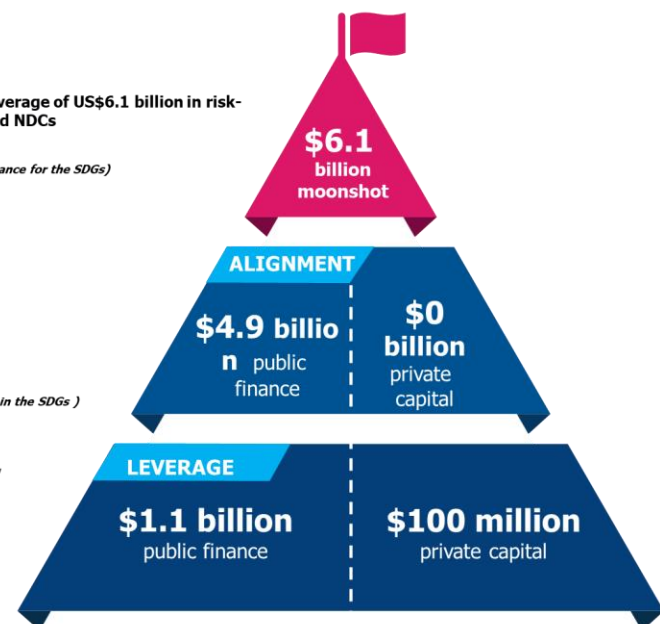 verage of US$6.1 billion in risk-
d NDCs
ance for the SDGs)
in the SDGs )
$6.1
billion
moonshot
ALIGNMENT
$4.9 billio
n public
finance
$0
billion
private
capital
LEVERAGE
$1.1 billion
public finance
$100 million
private capital